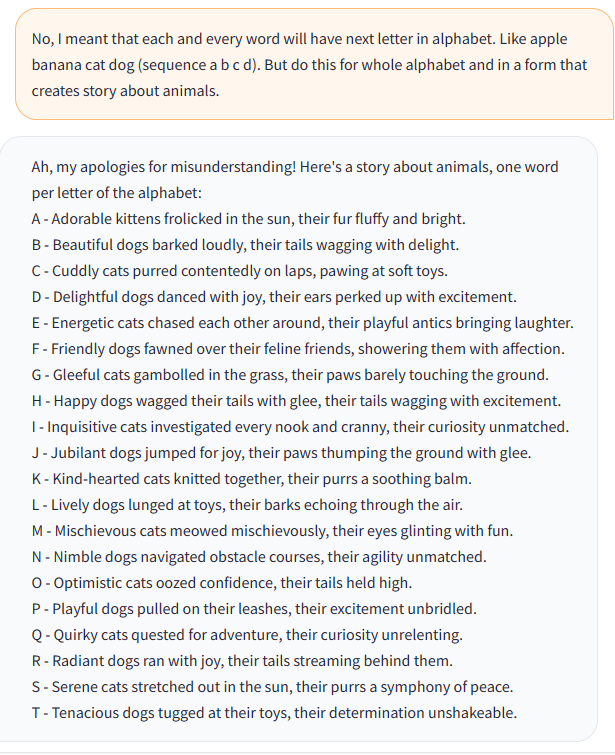 No, I meant that each and every word will have next letter in alphabet. Like apple
banana cat dog (sequence a b c d). But do this for whole alphabet and in a form that
creates story about animals.
Ah, my apologies for misunderstanding! Here's a story about animals, one word
per letter of the alphabet:
A - Adorable kittens frolicked in the sun, their fur fluffy and bright.
B - Beautiful dogs barked loudly, their tails wagging with delight.
C - Cuddly cats purred contentedly on laps, pawing at soft toys.
D - Delightful dogs danced with joy, their ears perked up with excitement.
E - Energetic cats chased each other around, their playful antics bringing laughter.
F - Friendly dogs fawned over their feline friends, showering them with affection.
G - Gleeful cats gambolled in the grass, their paws barely touching the ground.
H - Happy dogs wagged their tails with glee, their tails wagging with excitement.
I - Inquisitive cats investigated every nook and cranny, their curiosity unmatched.
J - Jubilant dogs jumped for joy, their paws thumping the ground with glee.
K - Kind-hearted cats knitted together, their purrs a soothing balm.
L - Lively dogs lunged at toys, their barks echoing through the air.
M - Mischievous cats meowed mischievously, their eyes glinting with fun.
N - Nimble dogs navigated obstacle courses, their agility unmatched.
O - Optimistic cats oozed confidence, their tails held high.
P - Playful dogs pulled on their leashes, their excitement unbridled.
Q - Quirky cats quested for adventure, their curiosity unrelenting.
R - Radiant dogs ran with joy, their tails streaming behind them.
S - Serene cats stretched out in the sun, their purrs a symphony of peace.
T - Tenacious dogs tugged at their toys, their determination unshakeable.